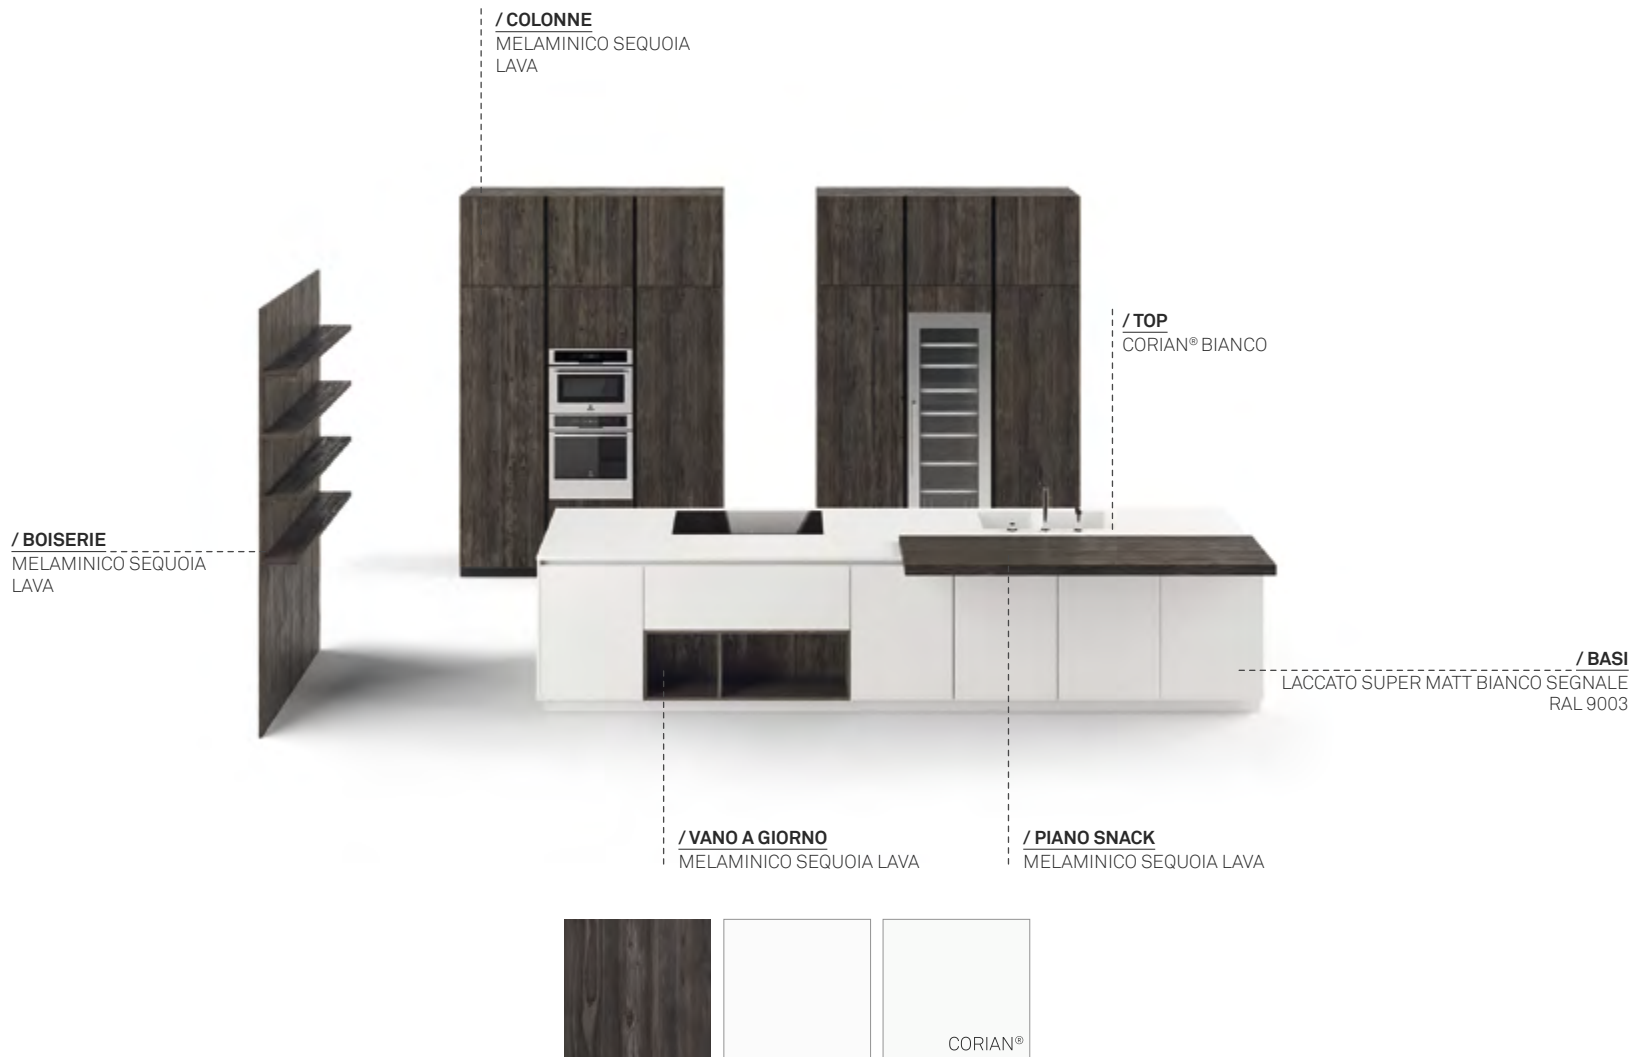 / COLONNE
MELAMINICO SEQUOIA
LAVA
/ TOP
CORIAN® BIANCO
/ BOISERIE
MELAMINICO SEQUOIA
LAVA
/ BASI
LACCATO SUPER MATT BIANCO SEGNALE
RAL 9003
/ VANO A GIORNO
MELAMINICO SEQUOIA LAVA
/ PIANO SNACK
MELAMINICO SEQUOIA LAVA
CORIAN®